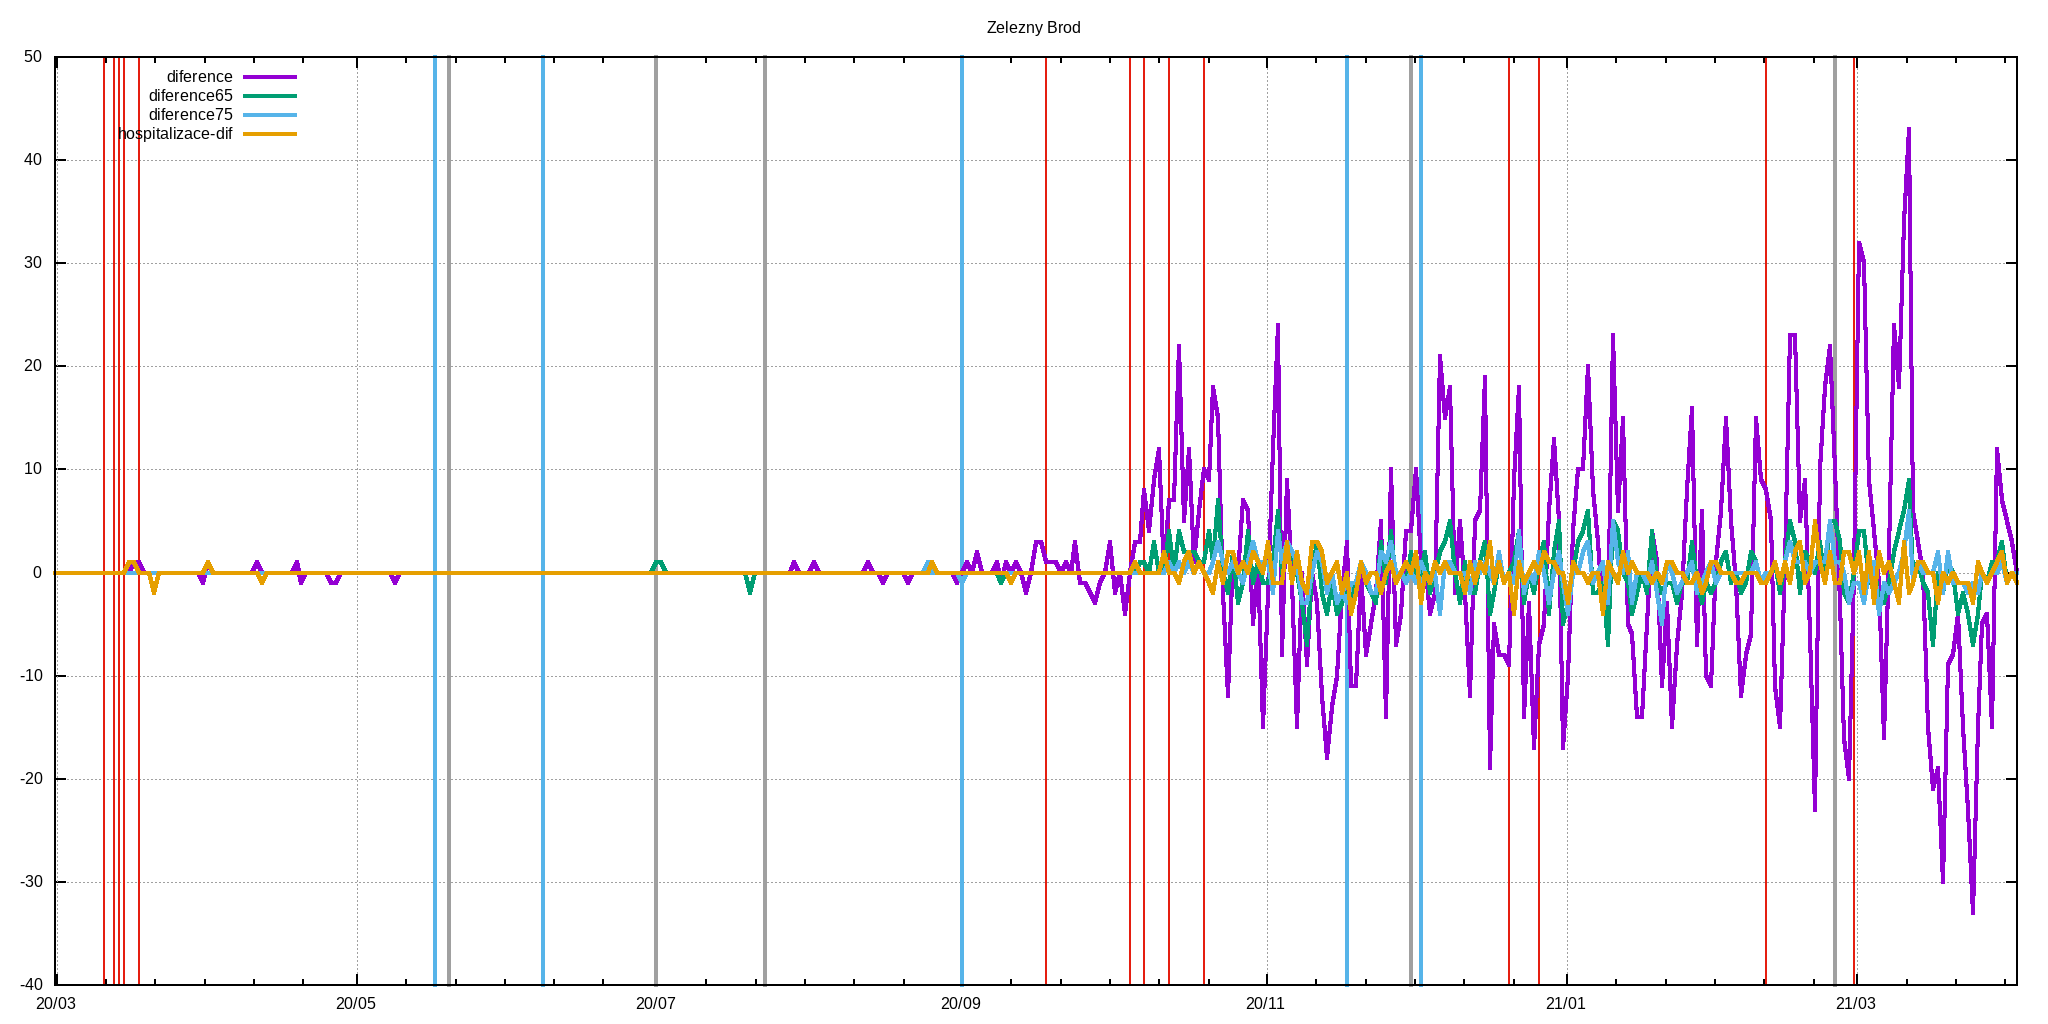 Zelezny Brod
50
diference
diference65
diference75
hospitalizace-dif
40
30
20
10
0
-10
-20
-30
-40
20/03 20/05 20/07 20/09 20/11 21/01 21/03